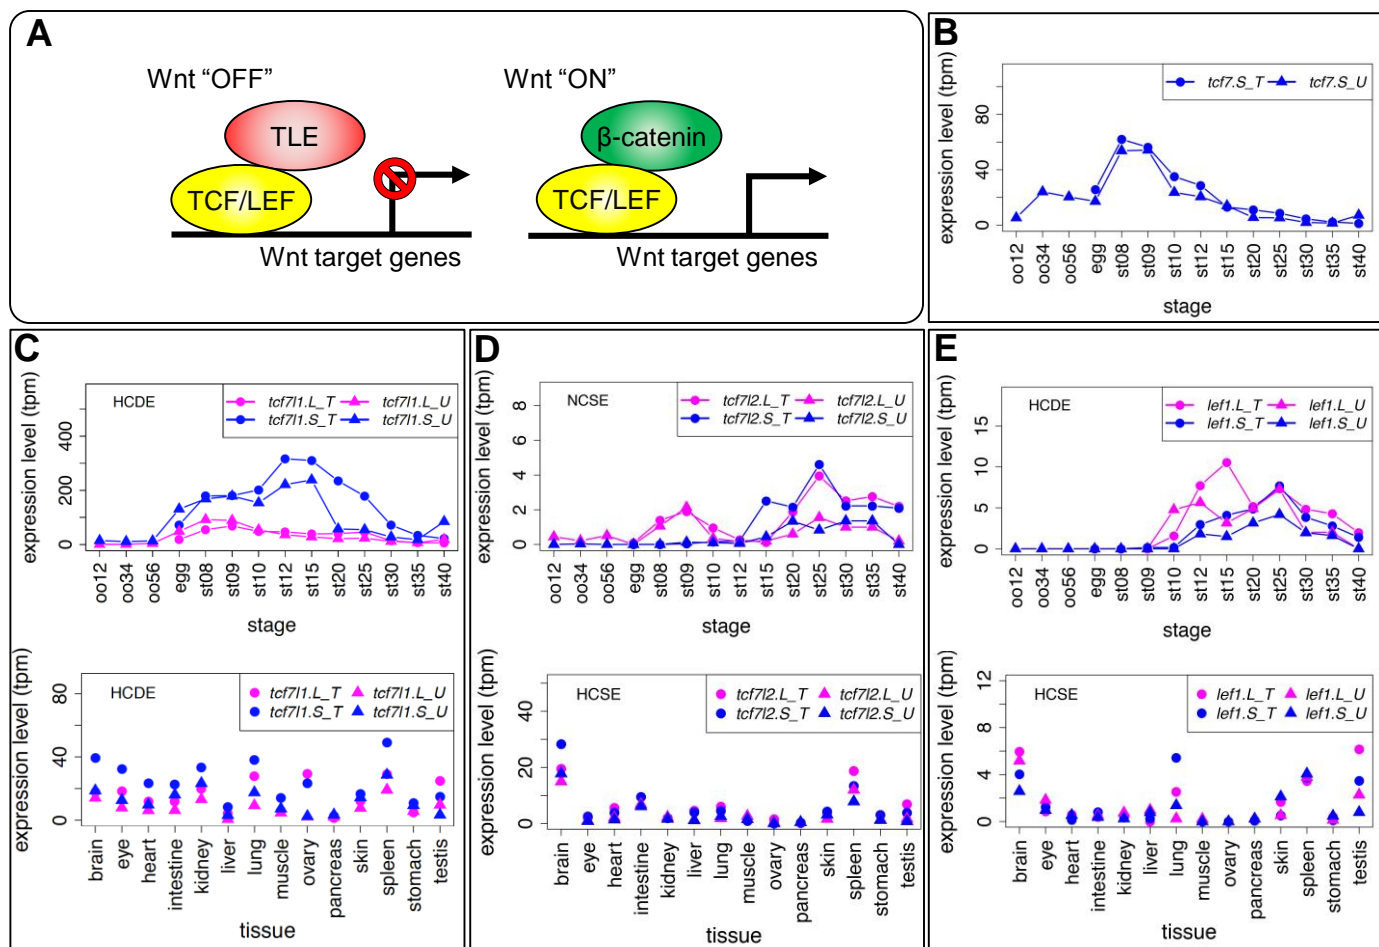 A
Wnt “OFF”
TLE
TCF/LEF
Wnt target genes
Wnt “ON”
β-catenin
TCF/LEF
Wnt target genes
B
expression level (tpm)
tcf7.S_T tcf7.S_U
80
40
0
oo12 oo34 oo56 egg st08 st09 st10 st12 st15 st20 st25 st30 st35 st40
stage
C
expression level (tpm)
HCDE
tcf7l1.L_T tcf7l1.L_U
tcf7l1.S_T tcf7l1.S_U
400
200
0
oo12 oo34 oo56 egg st08 st09 st10 st12 st15 st20 st25 st30 st35 st40
stage
expression level (tpm)
HCDE
tcf7l1.L_T tcf7l1.L_U
tcf7l1.S_T tcf7l1.S_U
80
40
0
brain eye heart intestine kidney liver lung muscle ovary pancreas skin spleen stomach testis
tissue
D
expression level (tpm)
NCSE
tcf7l2.L_T tcf7l2.L_U
tcf7l2.S_T tcf7l2.S_U
8
6
4
2
0
oo12 oo34 oo56 egg st08 st09 st10 st12 st15 st20 st25 st30 st35 st40
stage
expression level (tpm)
HCSE
tcf7l2.L_T tcf7l2.L_U
tcf7l2.S_T tcf7l2.S_U
40
20
0
brain eye heart intestine kidney liver lung muscle ovary pancreas skin spleen stomach testis
tissue
E
expression level (tpm)
HCDE
lef1.L_T lef1.L_U
lef1.S_T lef1.S_U
15
10
5
0
oo12 oo34 oo56 egg st08 st09 st10 st12 st15 st20 st25 st30 st35 st40
stage
expression level (tpm)
HCSE
lef1.L_T lef1.L_U
lef1.S_T lef1.S_U
12
8
4
0
brain eye heart intestine kidney liver lung muscle ovary pancreas skin spleen stomach testis
tissue